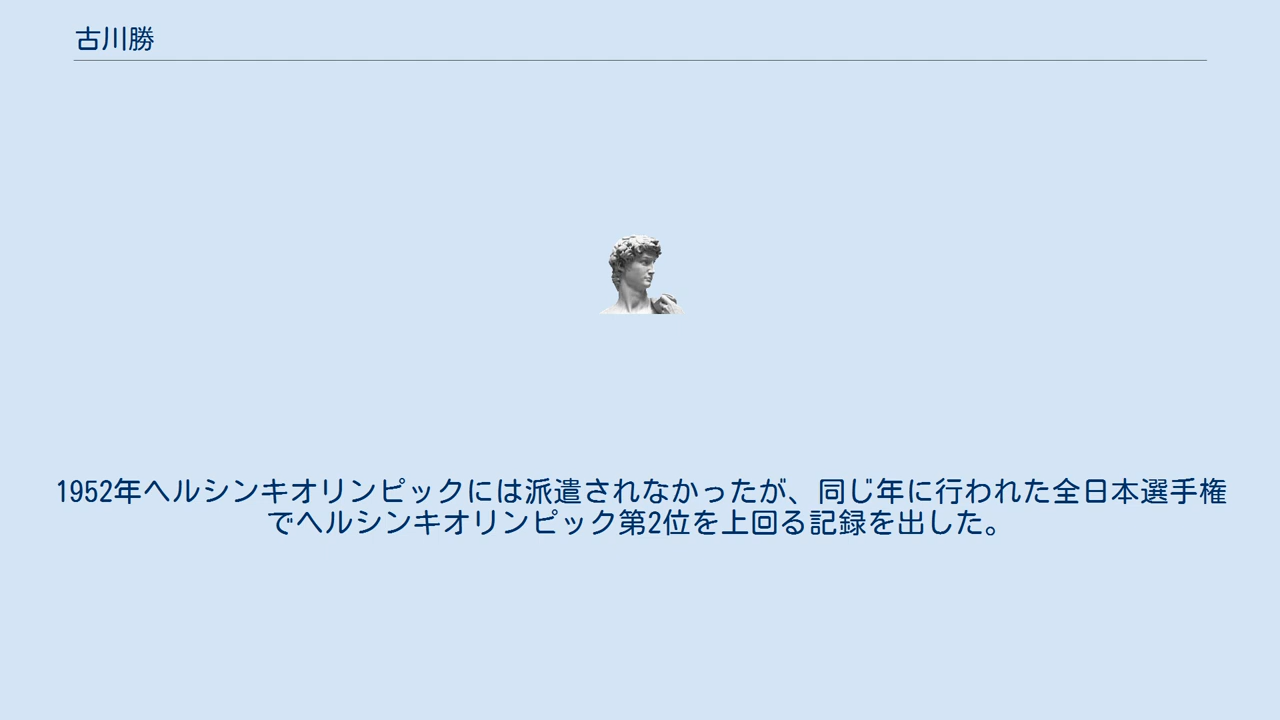 古川勝
1952年ヘルシンキオリンピックには派遣されなかったが、同じ年に行われた全日本選手権
でヘルシンキオリンピック第2位を上回る記録を出した。